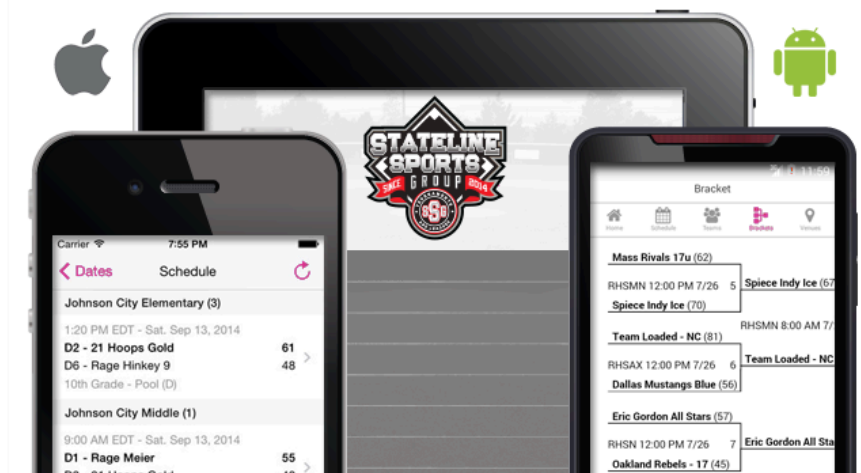 STATELINE
SPORTS
GROUP
SINCE
2014
SSG
Carrier
7:55 PM
Dates
Schedule
Johnson City Elementary (3)
1:20 PM EDT - Sat. Sep 13, 2014
D2 - 21 Hoops Gold 61
D6 - Rage Hinkey 9 48
10th Grade - Pool (D)
Johnson City Middle (1)
9:00 AM EDT - Sat. Sep 13, 2014
D1 - Rage Meier 55
11:59
Bracket
Home Schedule Teams Brackets Venues
Mass Rivals 17u (62)
RHSMN 12:00 PM 7/26 5 Spiece Indy Ice (67
Spiece Indy Ice (70)
RHSMN 8:00 AM 7/
Team Loaded - NC (81)
RHSAX 12:00 PM 7/26 6 Team Loaded - NC
Dallas Mustangs Blue (56)
Eric Gordon All Stars (57)
RHSN 12:00 PM 7/26 7 Eric Gordon All Sta
Oakland Rebels - 17 (45)